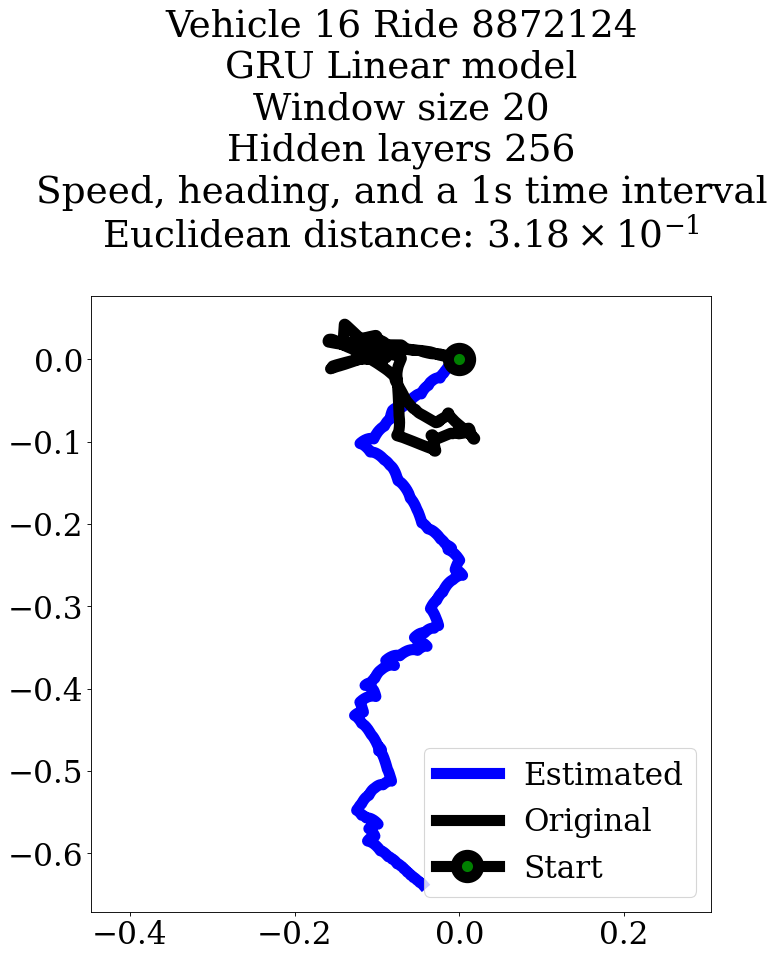 Vehicle 16 Ride 8872124
GRU Linear model
Window size 20
Hidden layers 256
Speed, heading, and a 1s time interval
Euclidean distance: 3.18 × 10⁻¹
0.0
−0.1
−0.2
−0.3
−0.4
−0.5
−0.6
Estimated
Original
Start
−0.4 −0.2 0.0 0.2